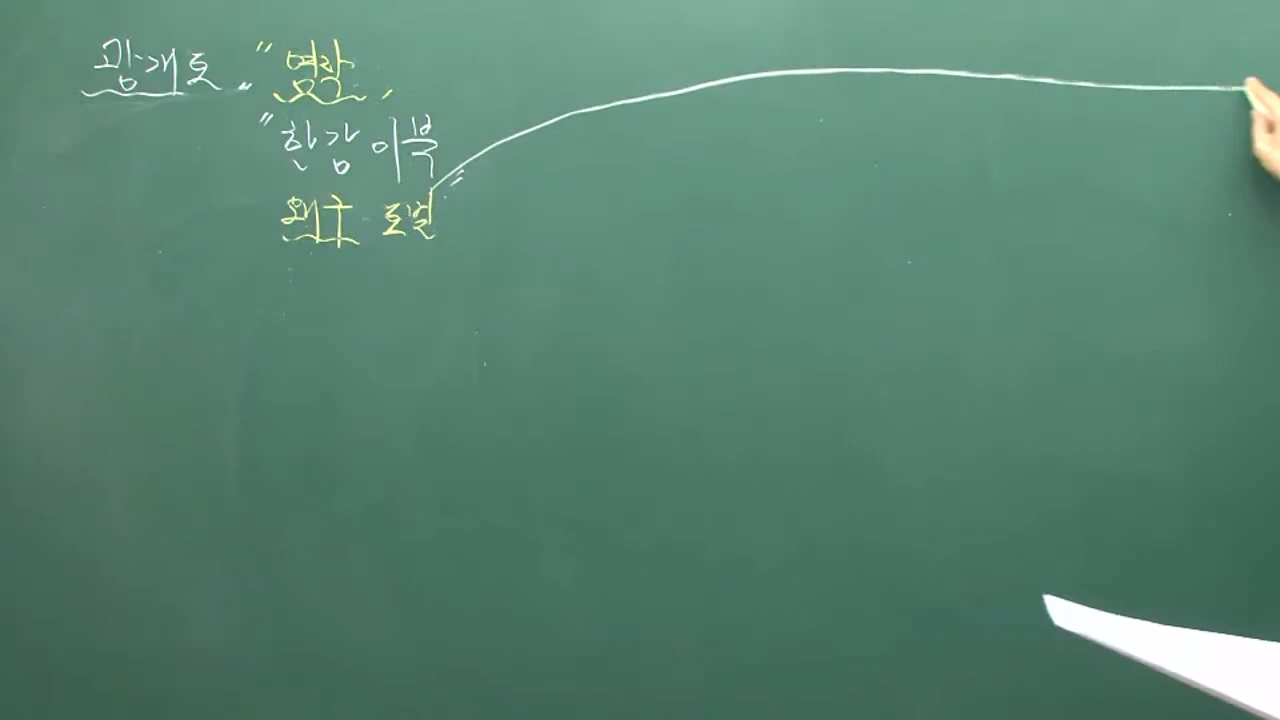 광개토 "영락"
"한강 이북"
왜구 토벌